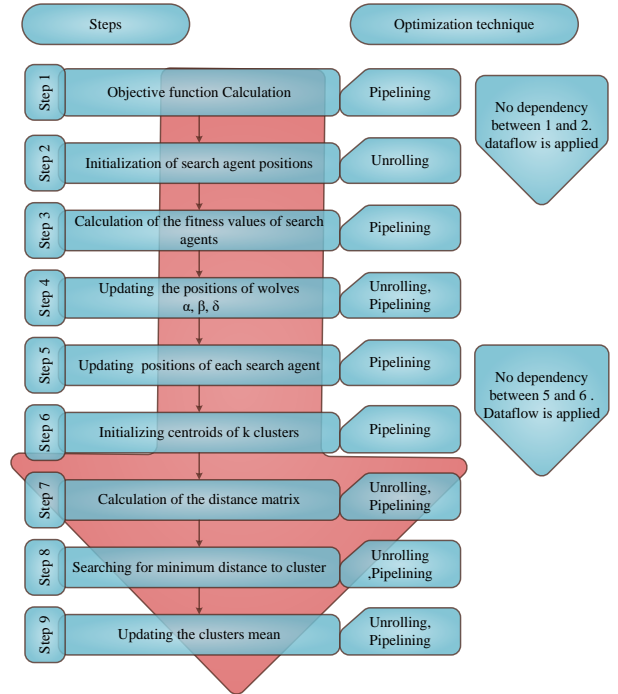 Steps
Optimization technique
Step 1
Objective function Calculation
Pipelining
No dependency
between 1 and 2.
dataflow is applied
Step 2
Initialization of search agent positions
Unrolling
Step 3
Calculation of the fitness values of search
agents
Pipelining
Step 4
Updating the positions of wolves
α, β, δ
Unrolling,
Pipelining
Step 5
Updating positions of each search agent
Pipelining
No dependency
between 5 and 6 .
Dataflow is applied
Step 6
Initializing centroids of k clusters
Pipelining
Step 7
Calculation of the distance matrix
Unrolling,
Pipelining
Step 8
Searching for minimum distance to cluster
Unrolling
,Pipelining
Step 9
Updating the clusters mean
Unrolling,
Pipelining